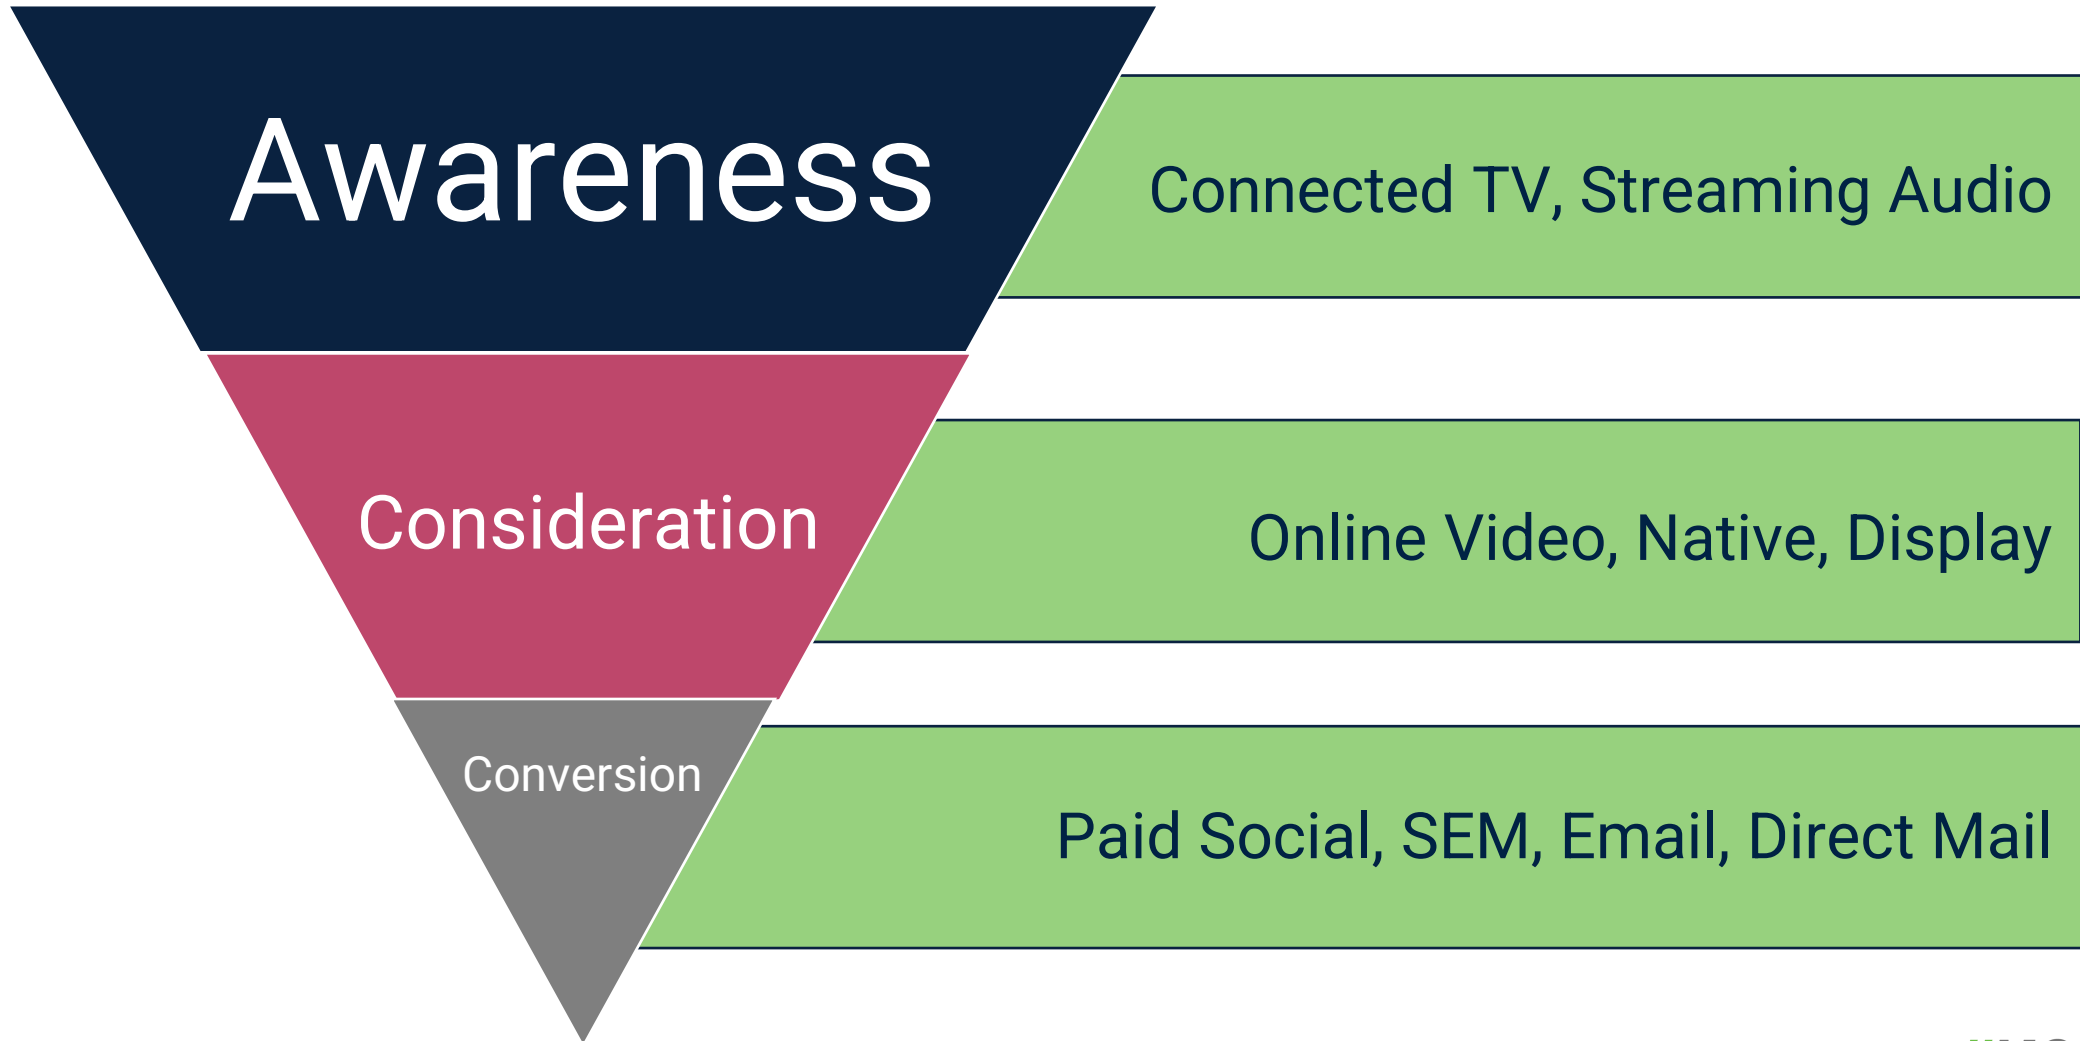 Awareness
Connected TV, Streaming Audio
Consideration
Online Video, Native, Display
Conversion
Paid Social, SEM, Email, Direct Mail